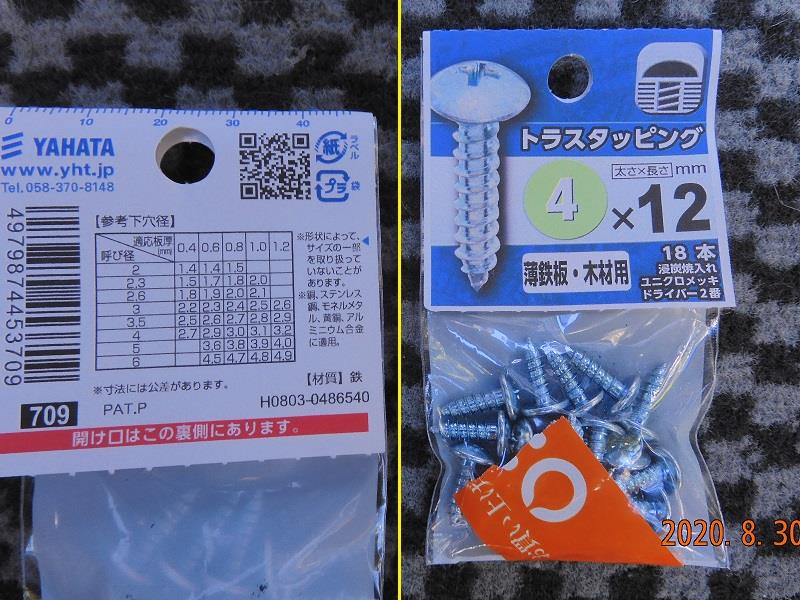 0 10 20 30 40
YAHATA
www.yht.jp
Tel.058-370-8148
紙
ラベル
プラ
袋
4979874453709
【参考下穴径】
適応板厚(mm) 0.4 0.6 0.8 1.0 1.2
呼び径
2 1.4 1.4 1.5
2.3 1.5 1.7 1.8 2.0
2.6 1.8 1.9 2.0 2.1
3 2.2 2.3 2.4 2.5 2.6
3.5 2.5 2.6 2.7 2.8 2.9
4 2.7 2.9 3.0 3.1 3.2
5 3.6 3.8 3.9 4.0
6 4.5 4.7 4.8 4.9
※形状によって、
サイズの一部
を取り扱って
いないことが
あります。
※銅、ステンレス
鋼、モネルメタ
ル、黄銅、アル
ミニウム合金
に適用。
※寸法には公差があります。
【材質】鉄
709
PAT.P
H0803-0486540
開け口はこの裏側にあります。
トラスタッピング
4
太さ×長さ mm
×12
薄鉄板・木材用
18本
浸炭焼入れ
ユニクロメッキ
ドライバー2番
お買い上げ
2020. 8. 30